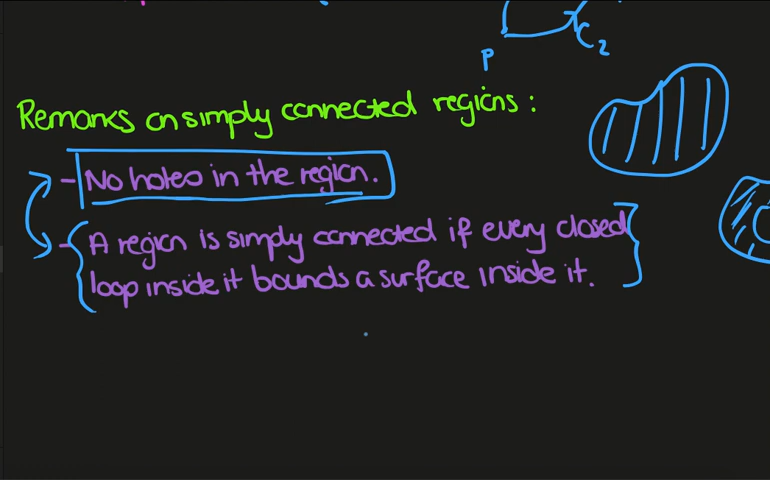 P
C2
Remarks on simply connected regions:
- No holes in the region.
- A region is simply connected if every closed
loop inside it bounds a surface inside it.